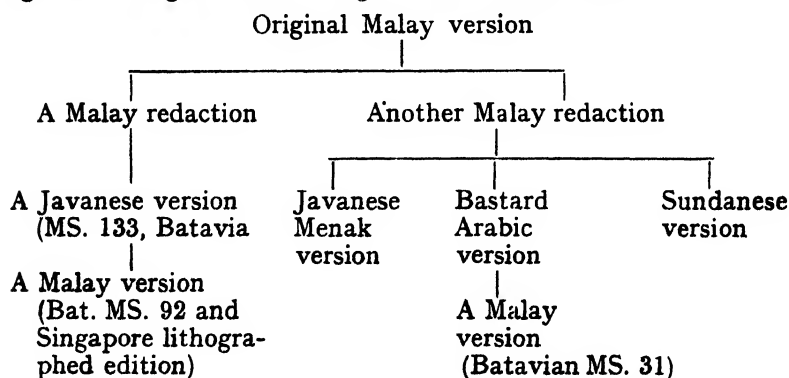 Original Malay version
A Malay redaction Another Malay redaction
A Javanese version Javanese Bastard Sundanese
(MS. 133, Batavia Menak Arabic version
version version
A Malay version
(Bat. MS. 92 and A Malay
Singapore lithogra- version
phed edition) (Batavian MS. 31)